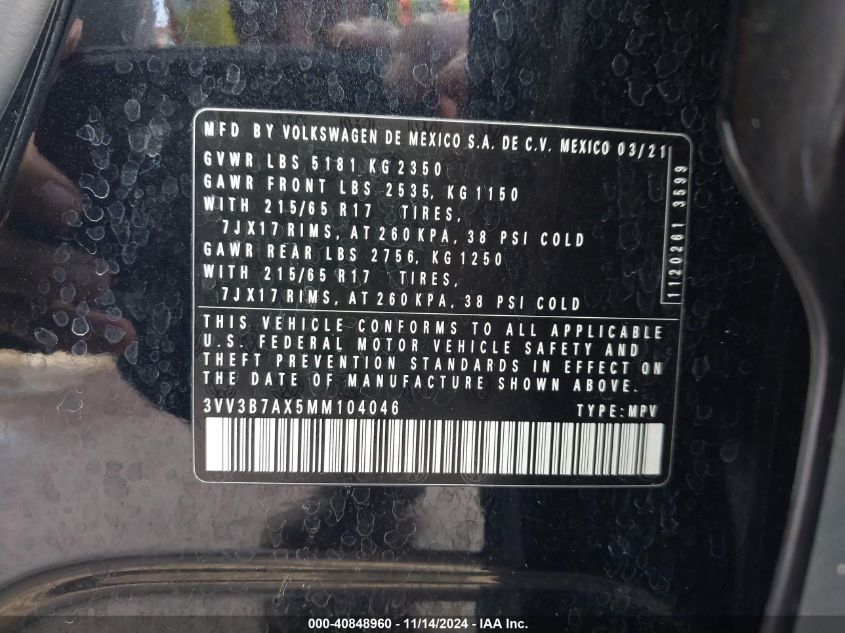 MFD BY VOLKSWAGEN DE MEXICO S.A. DE C.V. MEXICO 03/21
GVWR LBS 5181 KG 2350
GAWR FRONT LBS 2535, KG 1150
WITH 215/65 R17 TIRES,
7JX17 RIMS, AT 260 KPA, 38 PSI COLD
GAWR REAR LBS 2756, KG 1250
WITH 215/65 R17 TIRES,
7JX17 RIMS, AT 260 KPA, 38 PSI COLD
1120261 3599
THIS VEHICLE CONFORMS TO ALL APPLICABLE
U.S. FEDERAL MOTOR VEHICLE SAFETY AND
THEFT PREVENTION STANDARDS IN EFFECT ON
THE DATE OF MANUFACTURE SHOWN ABOVE.
3VV3B7AX5MM104046 TYPE:MPV
000-40848960 - 11/14/2024 - IAA Inc.